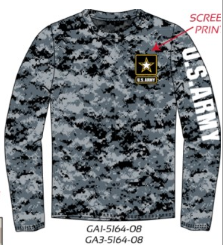 SCREE
PRIN
U.S. ARMY
U.S. ARMY
GA1-5164-08
GA3-5164-08